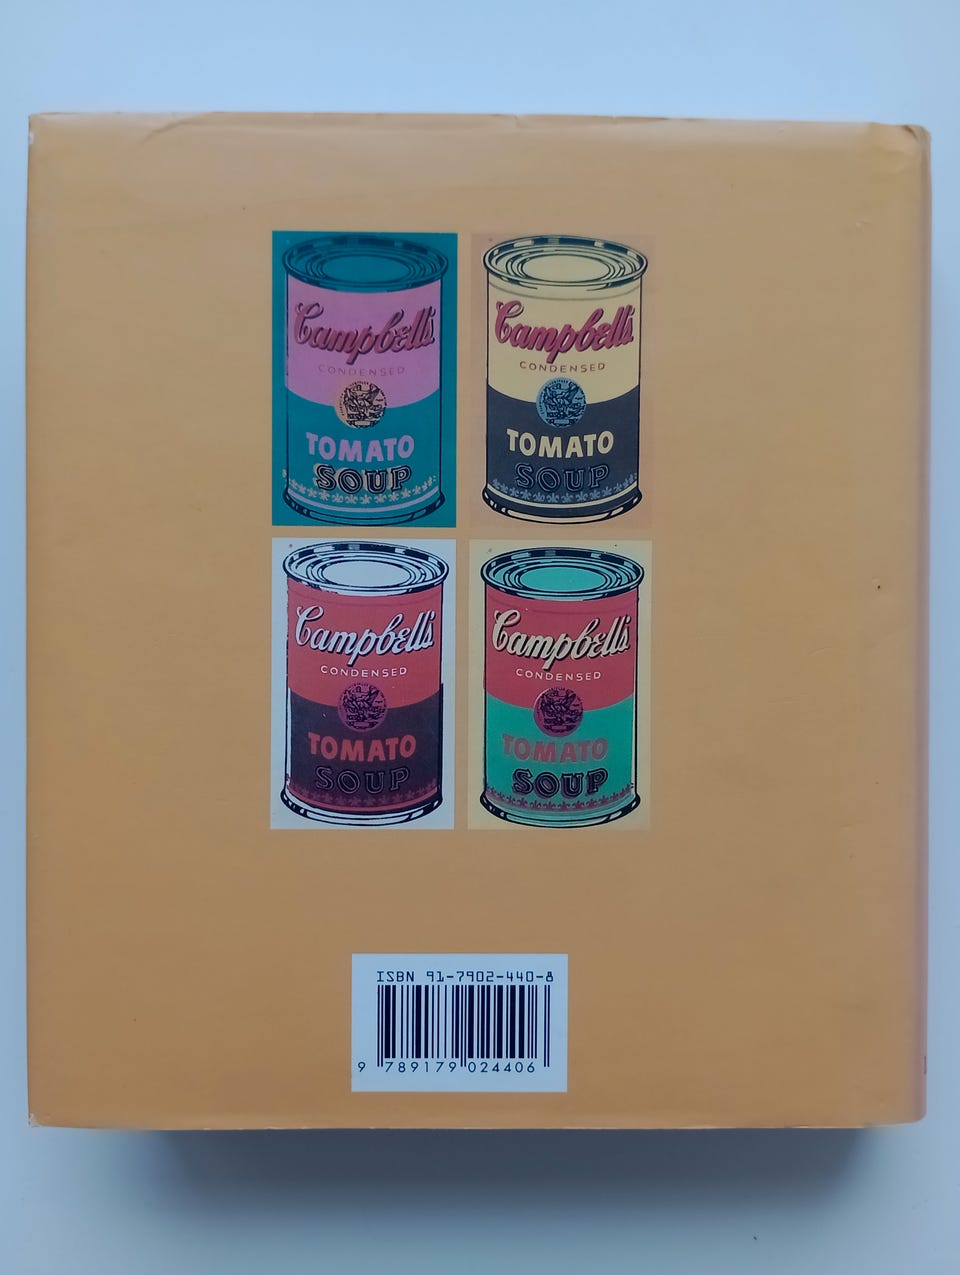 Campbell's
CONDENSED
TOMATO
SOUP
Campbell's
CONDENSED
TOMATO
SOUP
Campbell's
CONDENSED
TOMATO
SOUP
Campbell's
CONDENSED
TOMATO
SOUP
ISBN 91-7902-440-8
9 789179 024406